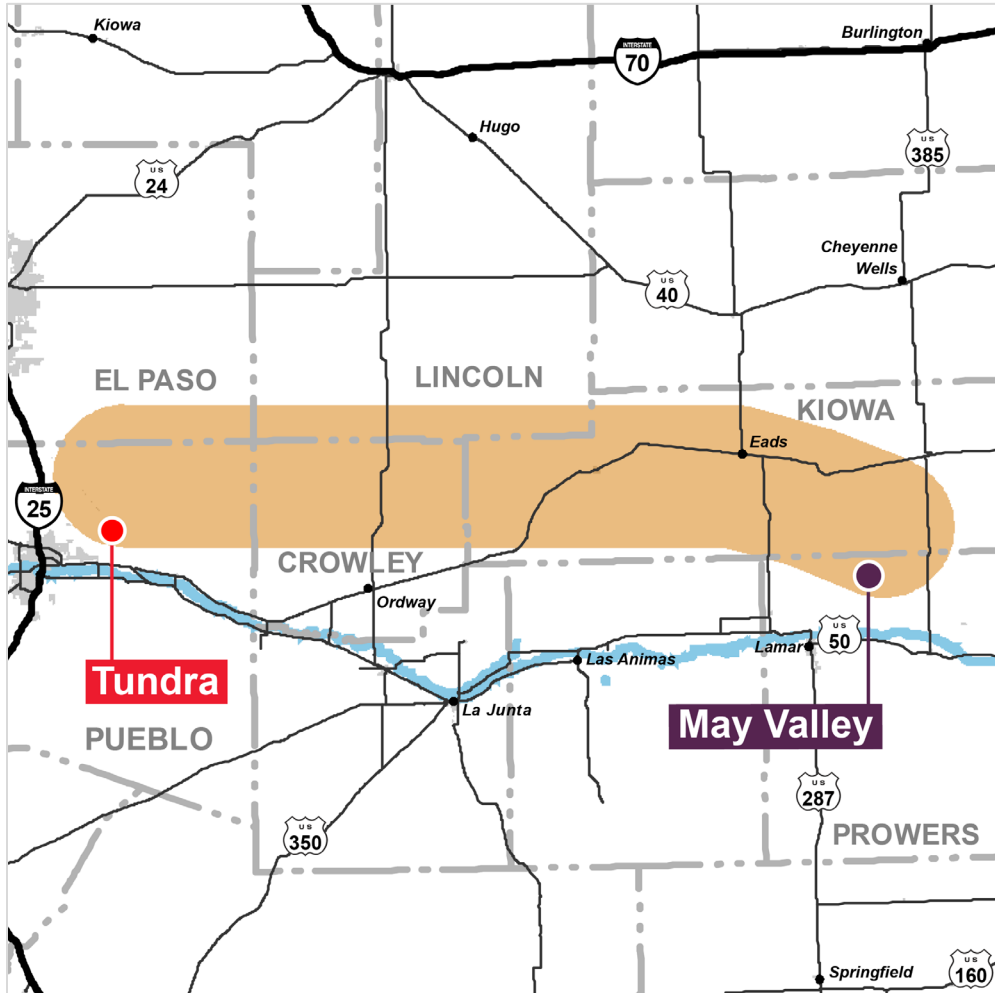 Kiowa
Burlington
INTERSTATE
70
Hugo
US
385
US
24
Cheyenne
Wells
US
40
EL PASO
LINCOLN
KIOWA
Eads
INTERSTATE
25
CROWLEY
Ordway
US
50
Lamar
Las Animas
Tundra
La Junta
May Valley
PUEBLO
US
287
US
350
PROWERS
Springfield
US
160